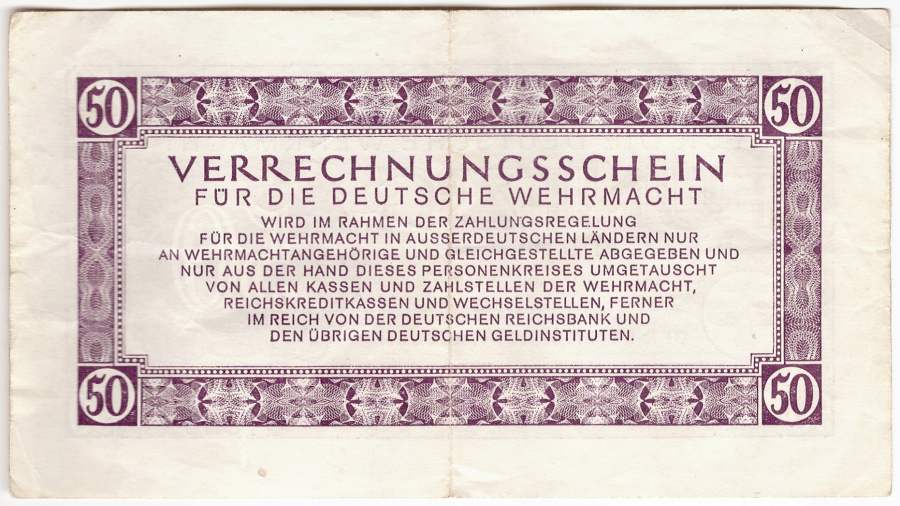 50 50
VERRECHNUNGSSCHEIN
FÜR DIE DEUTSCHE WEHRMACHT
WIRD IM RAHMEN DER ZAHLUNGSREGELUNG
FÜR DIE WEHRMACHT IN AUSSERDEUTSCHEN LÄNDERN NUR
AN WEHRMACHTANGEHÖRIGE UND GLEICHGESTELLTE ABGEGEBEN UND
NUR AUS DER HAND DIESES PERSONENKREISES UMGETAUSCHT
VON ALLEN KASSEN UND ZAHLSTELLEN DER WEHRMACHT,
REICHSKREDITKASSEN UND WECHSELSTELLEN, FERNER
IM REICH VON DER DEUTSCHEN REICHSBANK UND
DEN ÜBRIGEN DEUTSCHEN GELDINSTITUTEN.
50 50